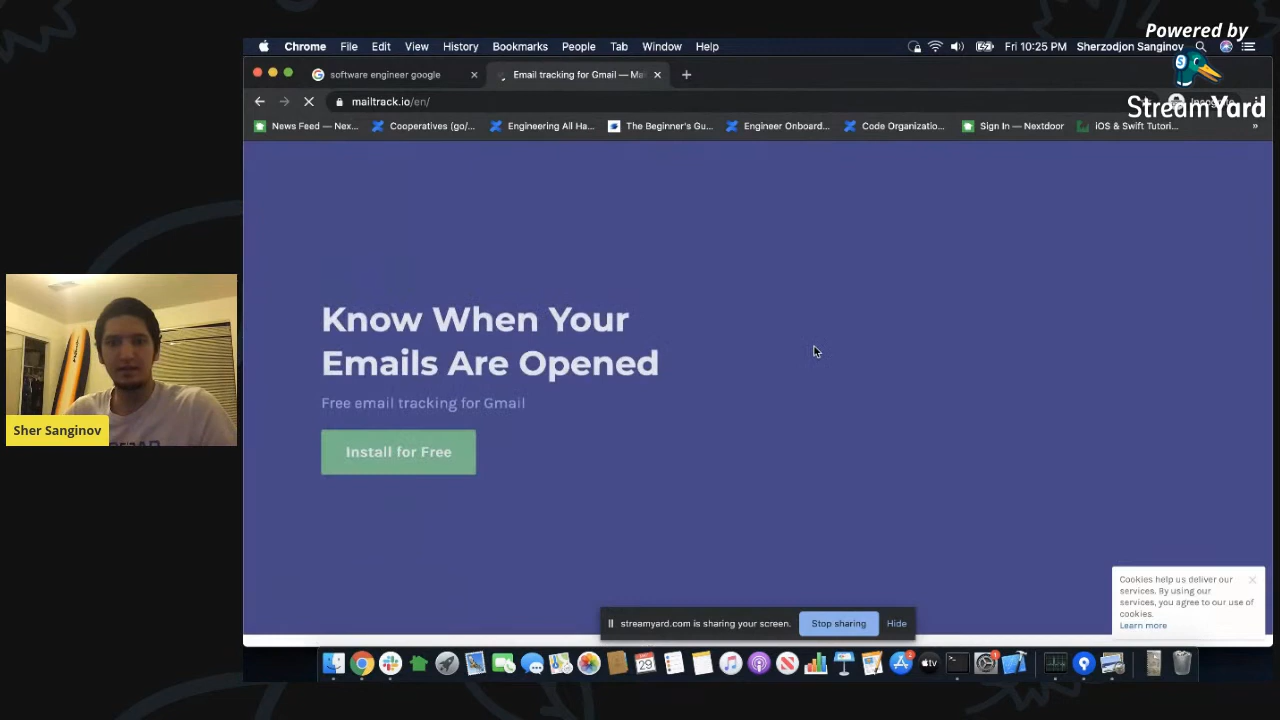 Powered by
StreamYard
Chrome File Edit View History Bookmarks People Tab Window Help
Fri 10:25 PM Sherzodjon Sanginov
software engineer google
Email tracking for Gmail — Ma
mailtrack.io/en/
News Feed — Nex... Cooperatives (go/... Engineering All Ha... The Beginner's Gu... Engineer Onboard... Code Organizatio... Sign In — Nextdoor iOS & Swift Tutori... »
Know When Your
Emails Are Opened
Free email tracking for Gmail
Install for Free
Sher Sanginov
Cookies help us deliver our
services. By using our
services, you agree to our use of
cookies.
Learn more
streamyard.com is sharing your screen. Stop sharing Hide